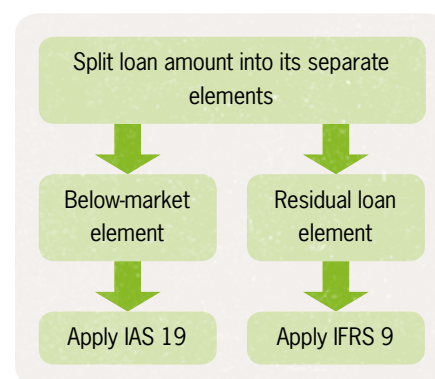 Split loan amount into its separate
elements
Below-market
element
Residual loan
element
Apply IAS 19
Apply IFRS 9